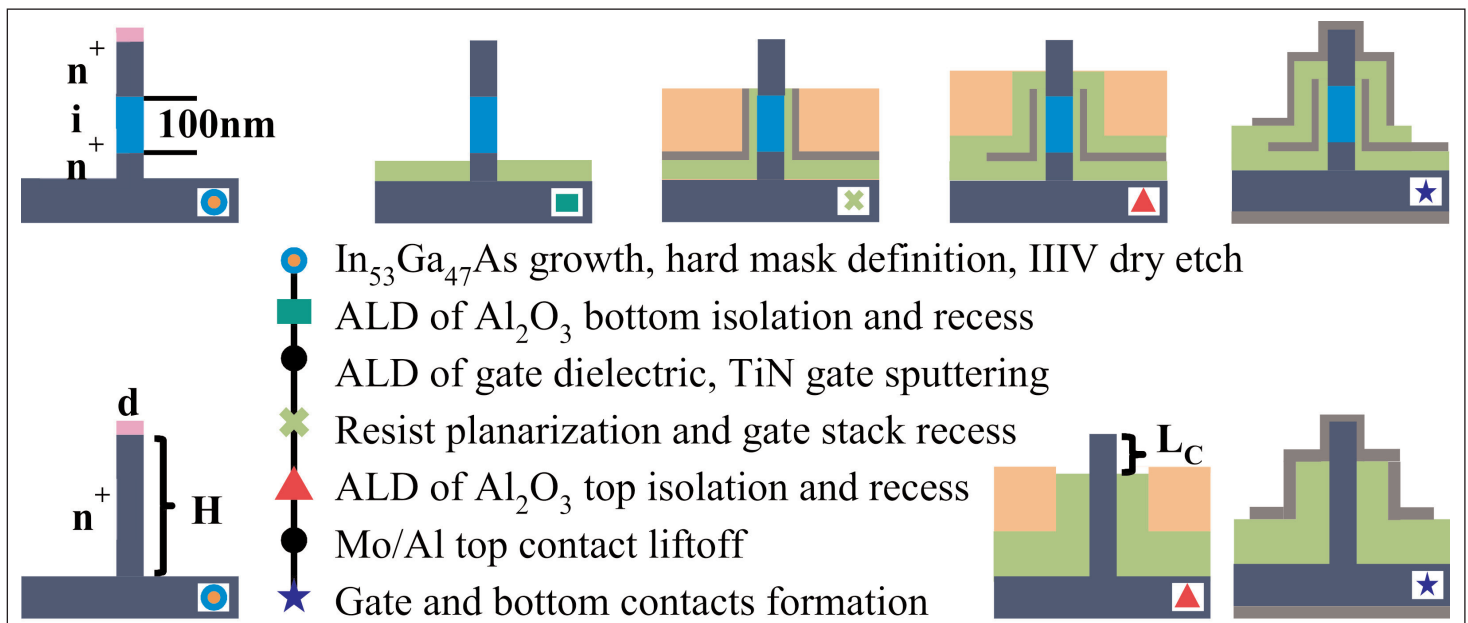 n+
i
n+
100nm
In53Ga47As growth, hard mask definition, IIIV dry etch
ALD of Al2O3 bottom isolation and recess
ALD of gate dielectric, TiN gate sputtering
Resist planarization and gate stack recess
ALD of Al2O3 top isolation and recess
Mo/Al top contact liftoff
Gate and bottom contacts formation
d
n+
H
LC